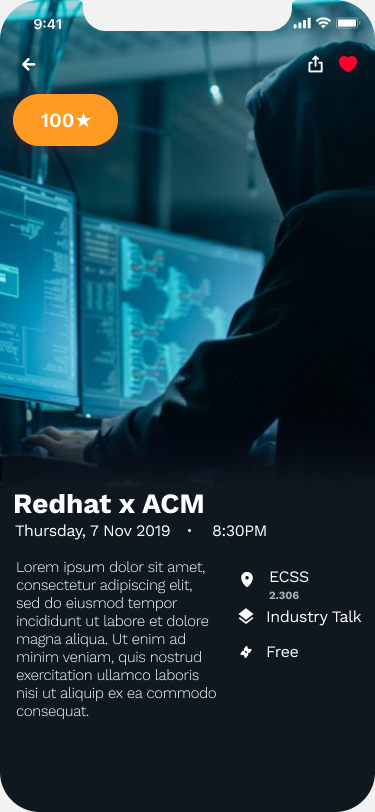 9:41
100★
Redhat x ACM
Thursday, 7 Nov 2019 • 8:30PM
Lorem ipsum dolor sit amet,
consectetur adipiscing elit,
sed do eiusmod tempor
incididunt ut labore et dolore
magna aliqua. Ut enim ad
minim veniam, quis nostrud
exercitation ullamco laboris
nisi ut aliquip ex ea commodo
consequat.
ECSS
2.306
Industry Talk
Free